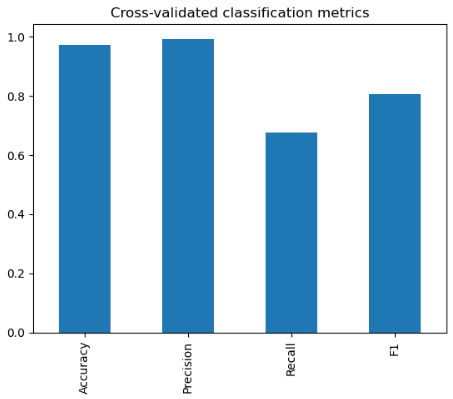 Cross-validated classification metrics
1.0
0.8
0.6
0.4
0.2
0.0
Accuracy
Precision
Recall
F1